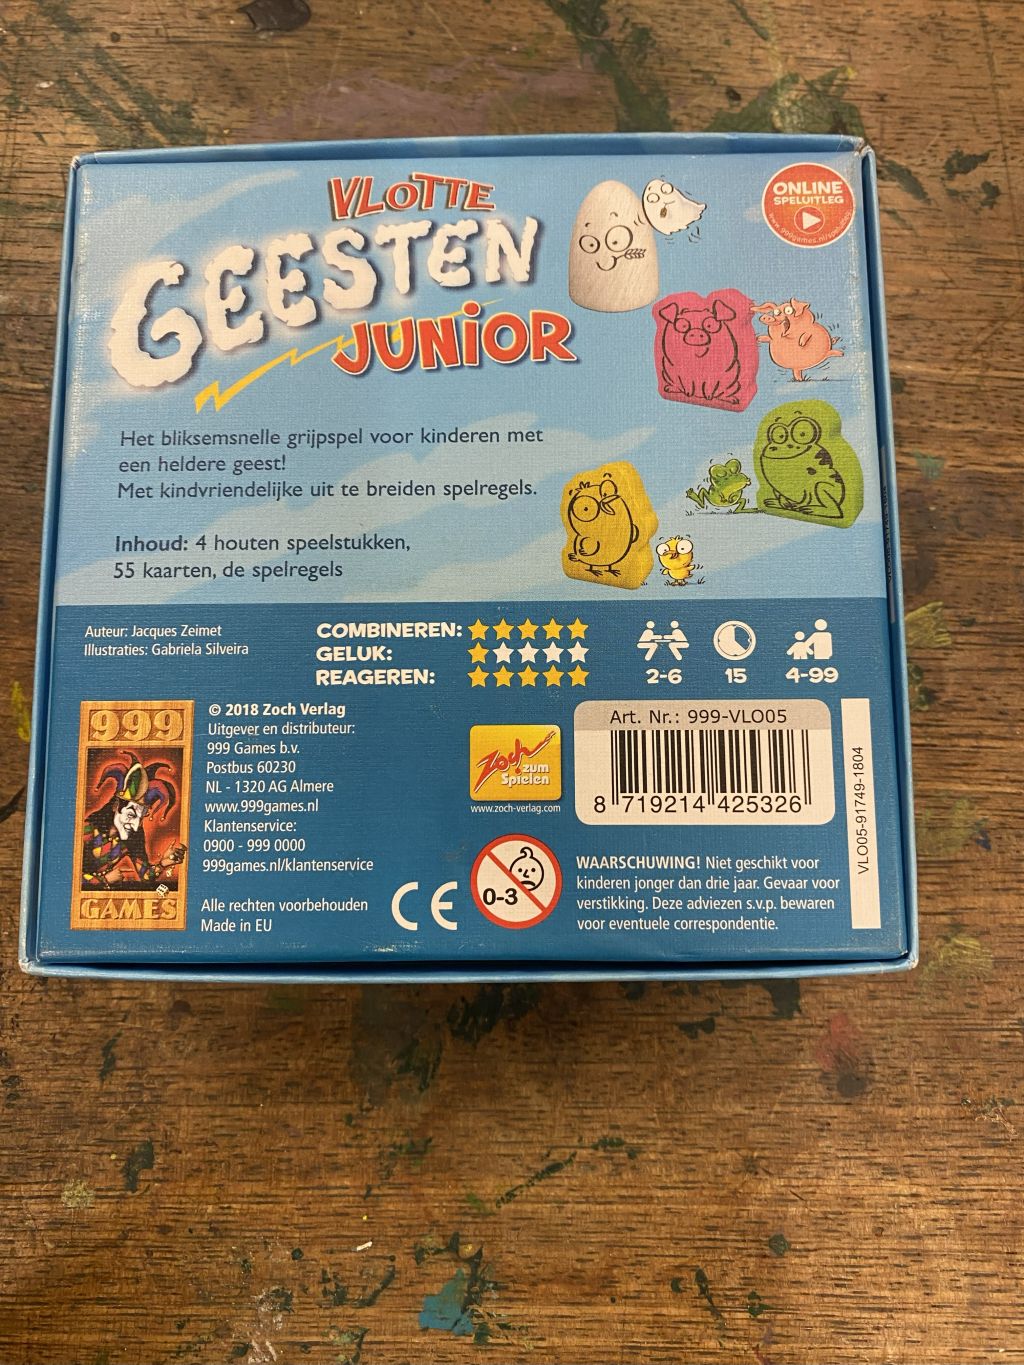 VLOTTE
GEESTEN
JUNIOR
ONLINE
SPELUITLEG
Het bliksemsnelle grijpspel voor kinderen met
een heldere geest!
Met kindvriendelijke uit te breiden spelregels.
Inhoud: 4 houten speelstukken,
55 kaarten, de spelregels
Auteur: Jacques Zeimet
Illustraties: Gabriela Silveira
COMBINEREN:
GELUK:
REAGEREN:
2-6
15
4-99
999
GAMES
© 2018 Zoch Verlag
Uitgever en distributeur:
999 Games b.v.
Postbus 60230
NL - 1320 AG Almere
www.999games.nl
Klantenservice:
0900 - 999 0000
999games.nl/klantenservice
Alle rechten voorbehouden
Made in EU
CE
Zoch
zum
Spielen
www.zoch-verlag.com
0-3
Art. Nr.: 999-VLO05
8 719214 425326
VLO05-91749-1804
WAARSCHUWING! Niet geschikt voor
kinderen jonger dan drie jaar. Gevaar voor
verstikking. Deze adviezen s.v.p. bewaren
voor eventuele correspondentie.